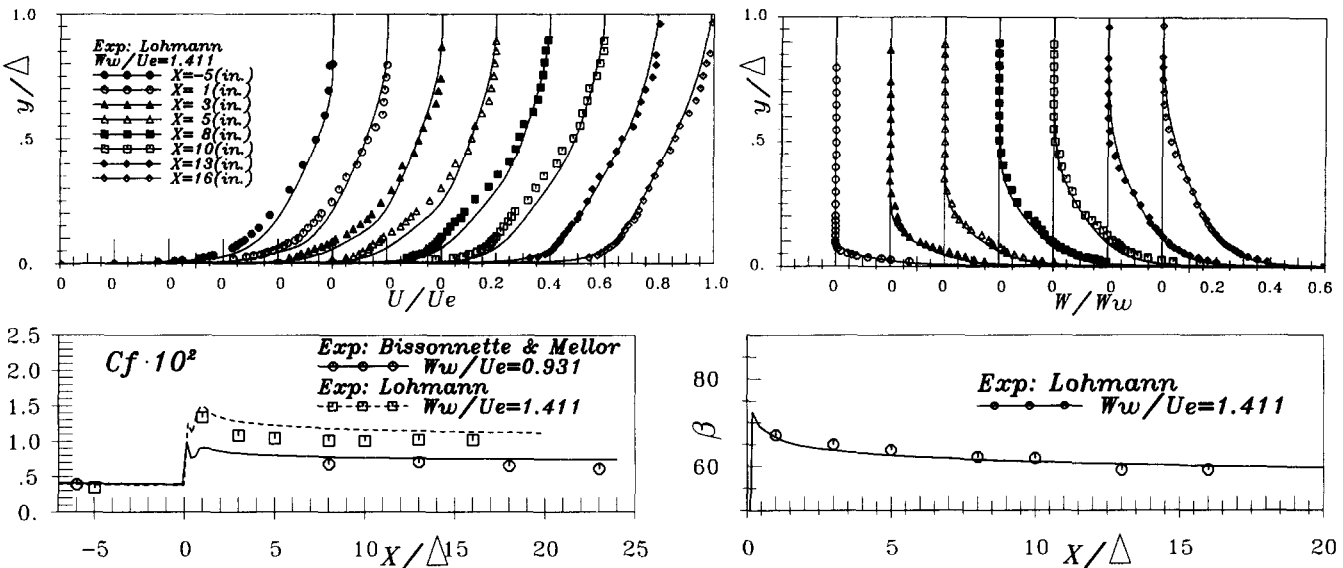 1.0
y/Δ
.5
0.
Exp: Lohmann
Ww/Ue=1.411
X=-5(in.)
X= 1(in.)
X= 3(in.)
X= 5(in.)
X= 8(in.)
X=10(in.)
X=13(in.)
X=16(in.)
0 0 0 0 0 0 0 0.2 0.4 0.6 0.8 1.0
U/Ue
1.0
y/Δ
.5
0.
0 0 0 0 0 0 0 0.2 0.4 0.6
W/Ww
2.5
2.0
1.5
1.0
.5
0.
Cf·10²
Exp: Bissonnette & Mellor
Ww/Ue=0.931
Exp: Lohmann
Ww/Ue=1.411
-5 0 5 10 15 20 25
X/Δ
80
β
60
Exp: Lohmann
Ww/Ue=1.411
0 5 10 15 20
X/Δ